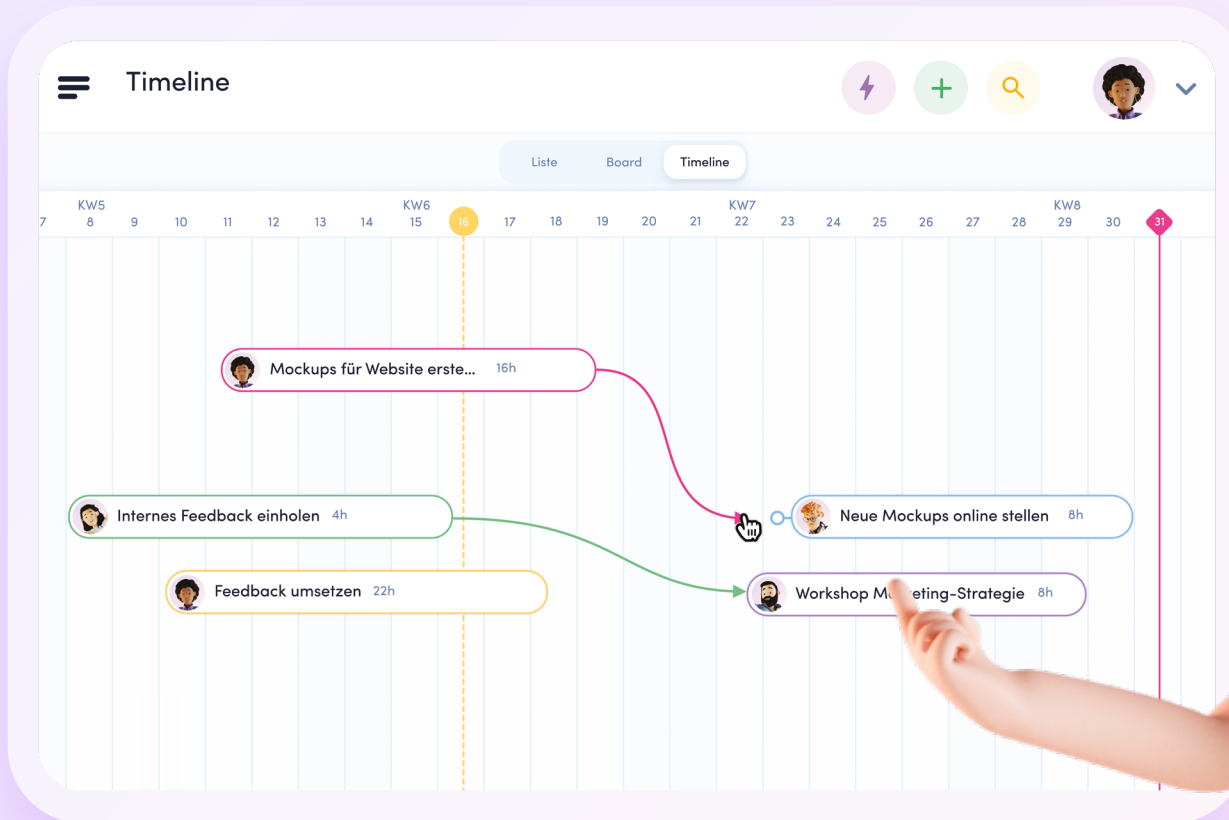 Timeline
Liste Board Timeline
KW5 KW6 KW7 KW8
7 8 9 10 11 12 13 14 15 16 17 18 19 20 21 22 23 24 25 26 27 28 29 30 31
Mockups für Website erste... 16h
Internes Feedback einholen 4h
Neue Mockups online stellen 8h
Feedback umsetzen 22h
Workshop M eting-Strategie 8h